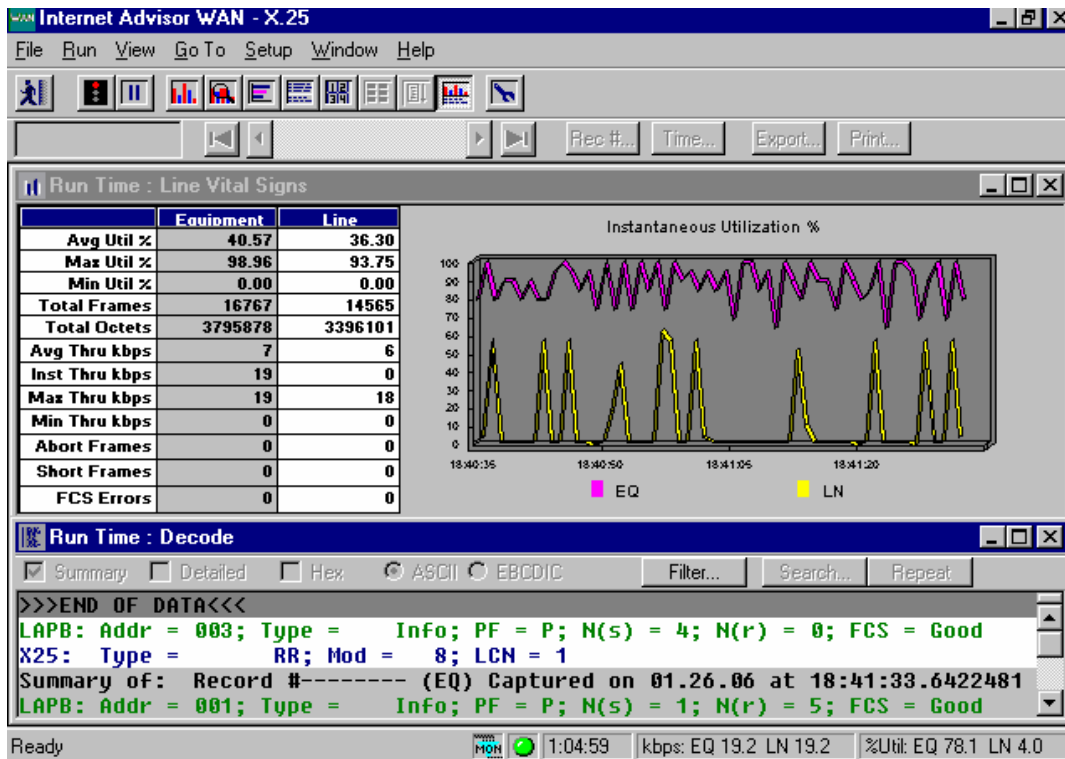 WAN Internet Advisor WAN - X.25
File Run View Go To Setup Window Help
Rec #... Time... Export... Print...
Run Time : Line Vital Signs
Equipment Line
Avg Util % 40.57 36.30
Max Util % 98.96 93.75
Min Util % 0.00 0.00
Total Frames 16767 14565
Total Octets 3795878 3396101
Avg Thru kbps 7 6
Inst Thru kbps 19 0
Max Thru kbps 19 18
Min Thru kbps 0 0
Abort Frames 0 0
Short Frames 0 0
FCS Errors 0 0
Instantaneous Utilization %
100
90
80
70
60
50
40
30
20
10
0
18:40:35 18:40:50 18:41:05 18:41:20
EQ LN
Run Time : Decode
Summary Detailed Hex ASCII EBCDIC Filter... Search... Repeat
>>>END OF DATA<<<
LAPB: Addr = 003; Type = Info; PF = P; N(s) = 4; N(r) = 0; FCS = Good
X25: Type = RR; Mod = 8; LCN = 1
Summary of: Record #-------- (EQ) Captured on 01.26.06 at 18:41:33.6422481
LAPB: Addr = 001; Type = Info; PF = P; N(s) = 1; N(r) = 5; FCS = Good
Ready MON 1:04:59 kbps: EQ 19.2 LN 19.2 %Util: EQ 78.1 LN 4.0